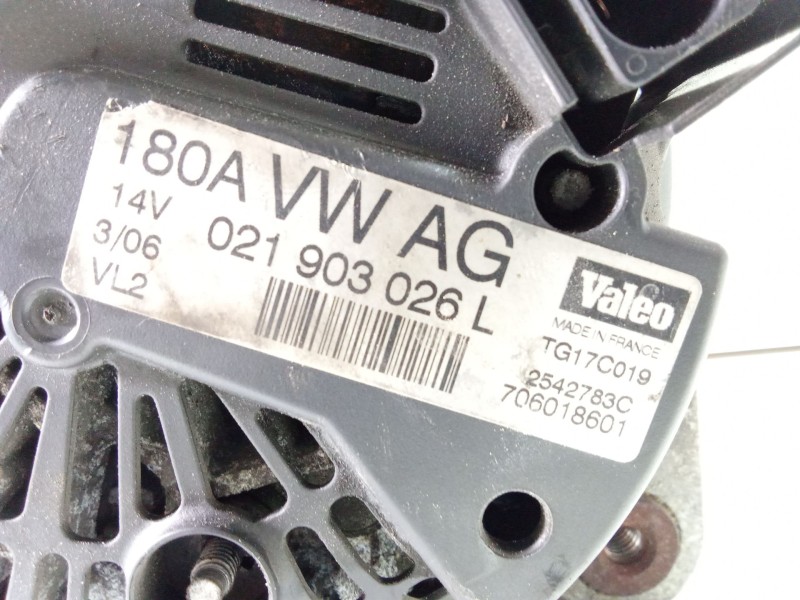 180A VW AG
14V
3/06 021 903 026 L
VL2
Valeo
MADE IN FRANCE
TG17C019
2542783C
706018601